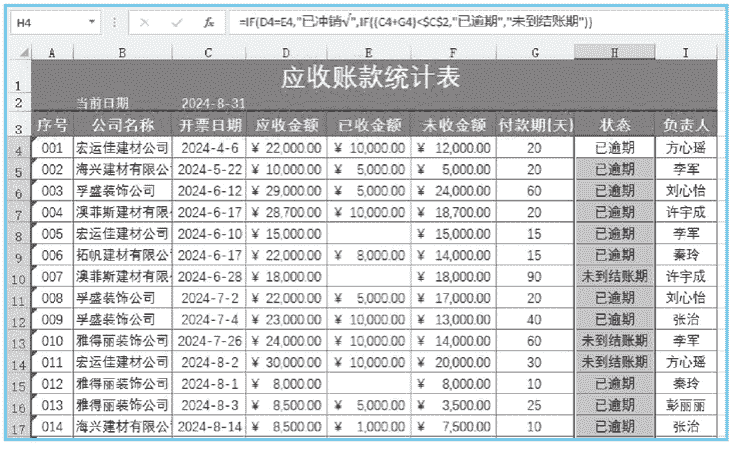 H4 =IF(D4=E4,"已冲销√",IF((C4+G4)<$C$2,"已逾期","未到结账期"))
A B C D E F G H I
1 应收账款统计表
2 当前日期 2024-8-31
3 序号 公司名称 开票日期 应收金额 已收金额 未收金额 付款期(天) 状态 负责人
4 001 宏运佳建材公司 2024-4-6 ¥ 22,000.00 ¥ 10,000.00 ¥ 12,000.00 20 已逾期 方心瑶
5 002 海兴建材有限公 2024-5-22 ¥ 10,000.00 ¥ 5,000.00 ¥ 5,000.00 20 已逾期 李军
6 003 孚盛装饰公司 2024-6-12 ¥ 29,000.00 ¥ 5,000.00 ¥ 24,000.00 60 已逾期 刘心怡
7 004 澳菲斯建材有限 2024-6-17 ¥ 28,700.00 ¥ 10,000.00 ¥ 18,700.00 20 已逾期 许宇成
8 005 宏运佳建材公司 2024-6-10 ¥ 15,000.00 ¥ 15,000.00 15 已逾期 李军
9 006 拓帆建材有限公 2024-6-17 ¥ 22,000.00 ¥ 8,000.00 ¥ 14,000.00 15 已逾期 秦玲
10 007 澳菲斯建材有限 2024-6-28 ¥ 18,000.00 ¥ 18,000.00 90 未到结账期 许宇成
11 008 孚盛装饰公司 2024-7-2 ¥ 22,000.00 ¥ 5,000.00 ¥ 17,000.00 20 已逾期 刘心怡
12 009 孚盛装饰公司 2024-7-4 ¥ 23,000.00 ¥ 10,000.00 ¥ 13,000.00 40 已逾期 张治
13 010 雅得丽装饰公司 2024-7-26 ¥ 24,000.00 ¥ 10,000.00 ¥ 14,000.00 60 未到结账期 李军
14 011 宏运佳建材公司 2024-8-2 ¥ 30,000.00 ¥ 10,000.00 ¥ 20,000.00 30 未到结账期 方心瑶
15 012 雅得丽装饰公司 2024-8-1 ¥ 8,000.00 ¥ 8,000.00 10 已逾期 秦玲
16 013 雅得丽装饰公司 2024-8-3 ¥ 8,500.00 ¥ 5,000.00 ¥ 3,500.00 25 已逾期 彭丽丽
17 014 海兴建材有限公 2024-8-14 ¥ 8,500.00 ¥ 1,000.00 ¥ 7,500.00 10 已逾期 张治